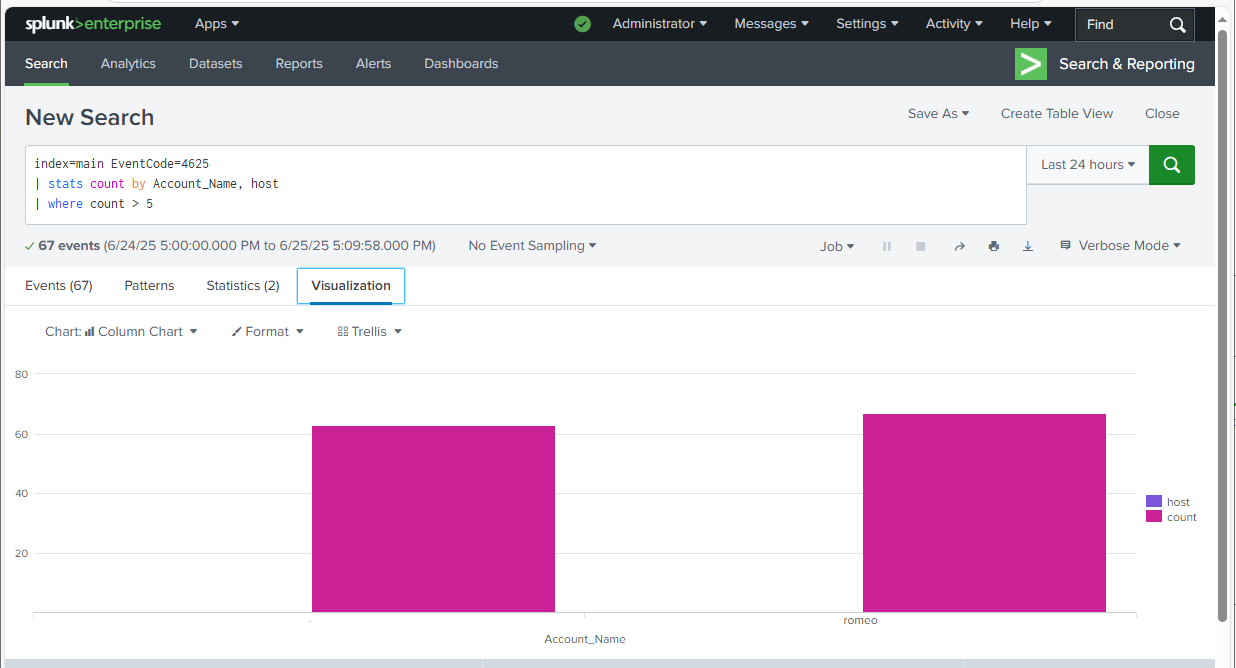 splunk>enterprise Apps Administrator Messages Settings Activity Help Find
Search Analytics Datasets Reports Alerts Dashboards Search & Reporting
New Search Save As Create Table View Close
index=main EventCode=4625
| stats count by Account_Name, host
| where count > 5
Last 24 hours
67 events (6/24/25 5:00:00.000 PM to 6/25/25 5:09:58.000 PM) No Event Sampling Job Verbose Mode
Events (67) Patterns Statistics (2) Visualization
Chart: Column Chart Format Trellis
80
60
40
20
host
count
- romeo
Account_Name